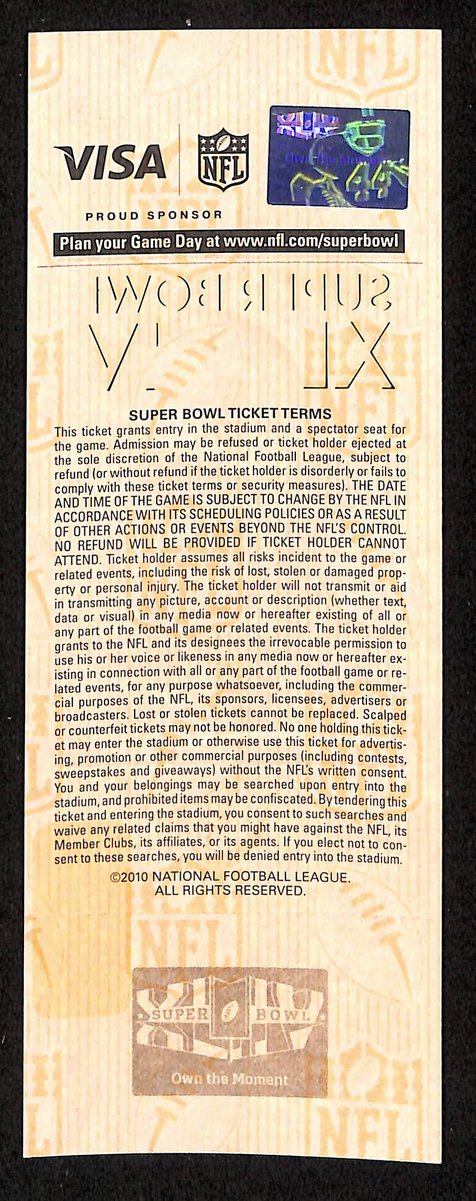 VISA
NFL
PROUD SPONSOR
Plan your Game Day at www.nfl.com/superbowl
SUPER BOWL
XLIV
SUPER BOWL TICKET TERMS
This ticket grants entry in the stadium and a spectator seat for
the game. Admission may be refused or ticket holder ejected at
the sole discretion of the National Football League, subject to
refund (or without refund if the ticket holder is disorderly or fails to
comply with these ticket terms or security measures). THE DATE
AND TIME OF THE GAME IS SUBJECT TO CHANGE BY THE NFL IN
ACCORDANCE WITH ITS SCHEDULING POLICIES OR AS A RESULT
OF OTHER ACTIONS OR EVENTS BEYOND THE NFL'S CONTROL.
NO REFUND WILL BE PROVIDED IF TICKET HOLDER CANNOT
ATTEND. Ticket holder assumes all risks incident to the game or
related events, including the risk of lost, stolen or damaged prop-
erty or personal injury. The ticket holder will not transmit or aid
in transmitting any picture, account or description (whether text,
data or visual) in any media now or hereafter existing of all or
any part of the football game or related events. The ticket holder
grants to the NFL and its designees the irrevocable permission to
use his or her voice or likeness in any media now or hereafter ex-
isting in connection with all or any part of the football game or re-
lated events, for any purpose whatsoever, including the commer-
cial purposes of the NFL, its sponsors, licensees, advertisers or
broadcasters. Lost or stolen tickets cannot be replaced. Scalped
or counterfeit tickets may not be honored. No one holding this tick-
et may enter the stadium or otherwise use this ticket for advertis-
ing, promotion or other commercial purposes (including contests,
sweepstakes and giveaways) without the NFL's written consent.
You and your belongings may be searched upon entry into the
stadium, and prohibited items may be confiscated. By tendering this
ticket and entering the stadium, you consent to such searches and
waive any related claims that you might have against the NFL, its
Member Clubs, its affiliates, or its agents. If you elect not to con-
sent to these searches, you will be denied entry into the stadium.
©2010 NATIONAL FOOTBALL LEAGUE.
ALL RIGHTS RESERVED.
NFL
SUPER BOWL
XLIV
Own the Moment
NFL